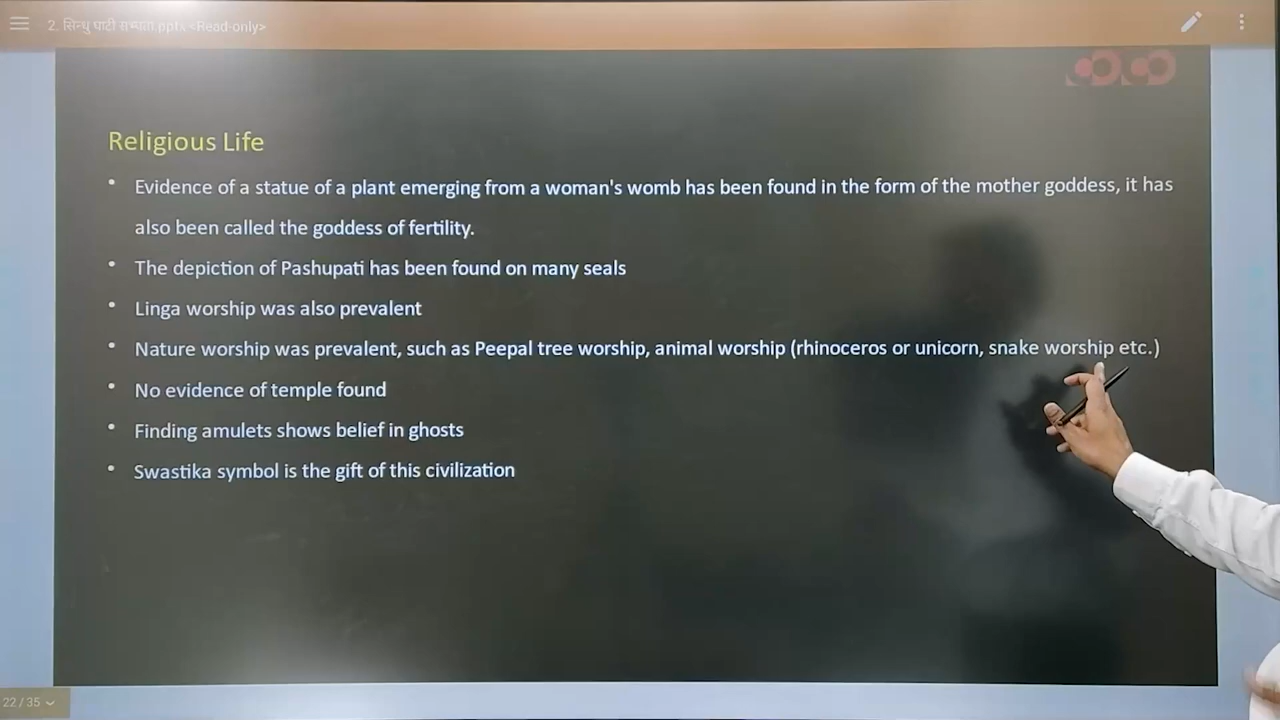 2. सिन्धु घाटी सभ्यता.pptx <Read-only>
Religious Life
• Evidence of a statue of a plant emerging from a woman's womb has been found in the form of the mother goddess, it has
also been called the goddess of fertility.
• The depiction of Pashupati has been found on many seals
• Linga worship was also prevalent
• Nature worship was prevalent, such as Peepal tree worship, animal worship (rhinoceros or unicorn, snake worship etc.)
• No evidence of temple found
• Finding amulets shows belief in ghosts
• Swastika symbol is the gift of this civilization
22 / 35